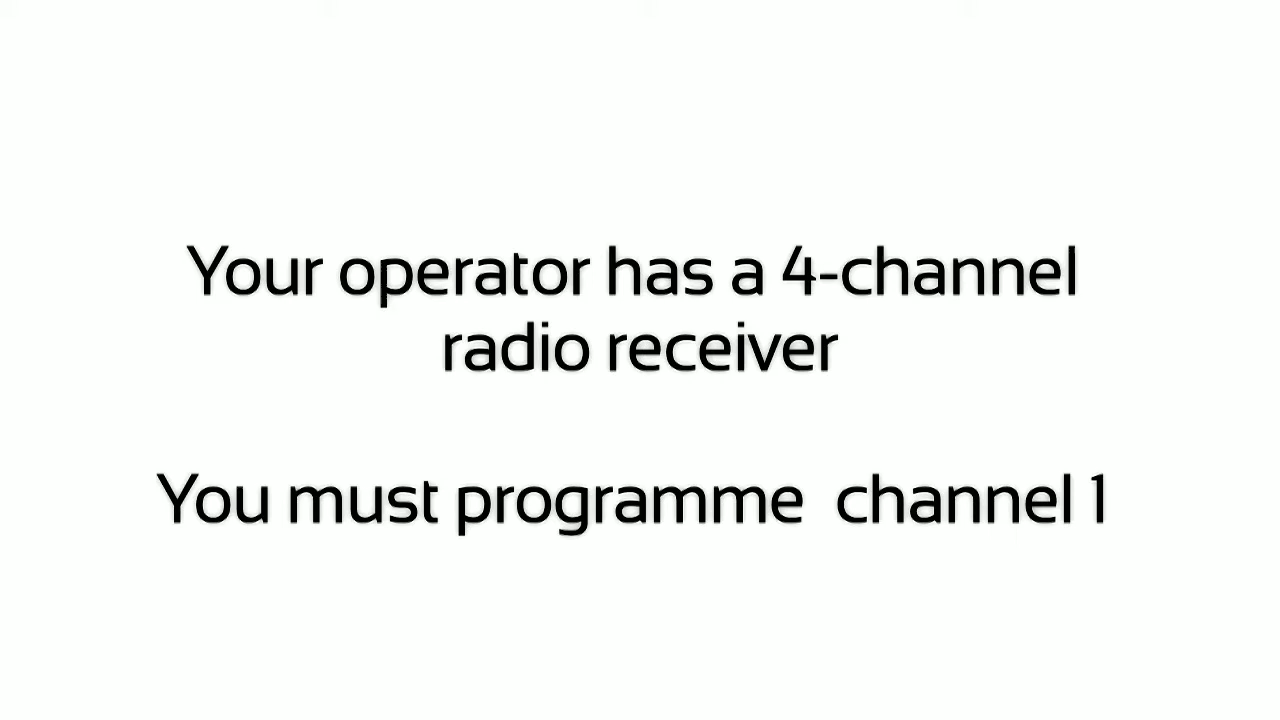 Your operator has a 4-channel
radio receiver
You must programme channel 1